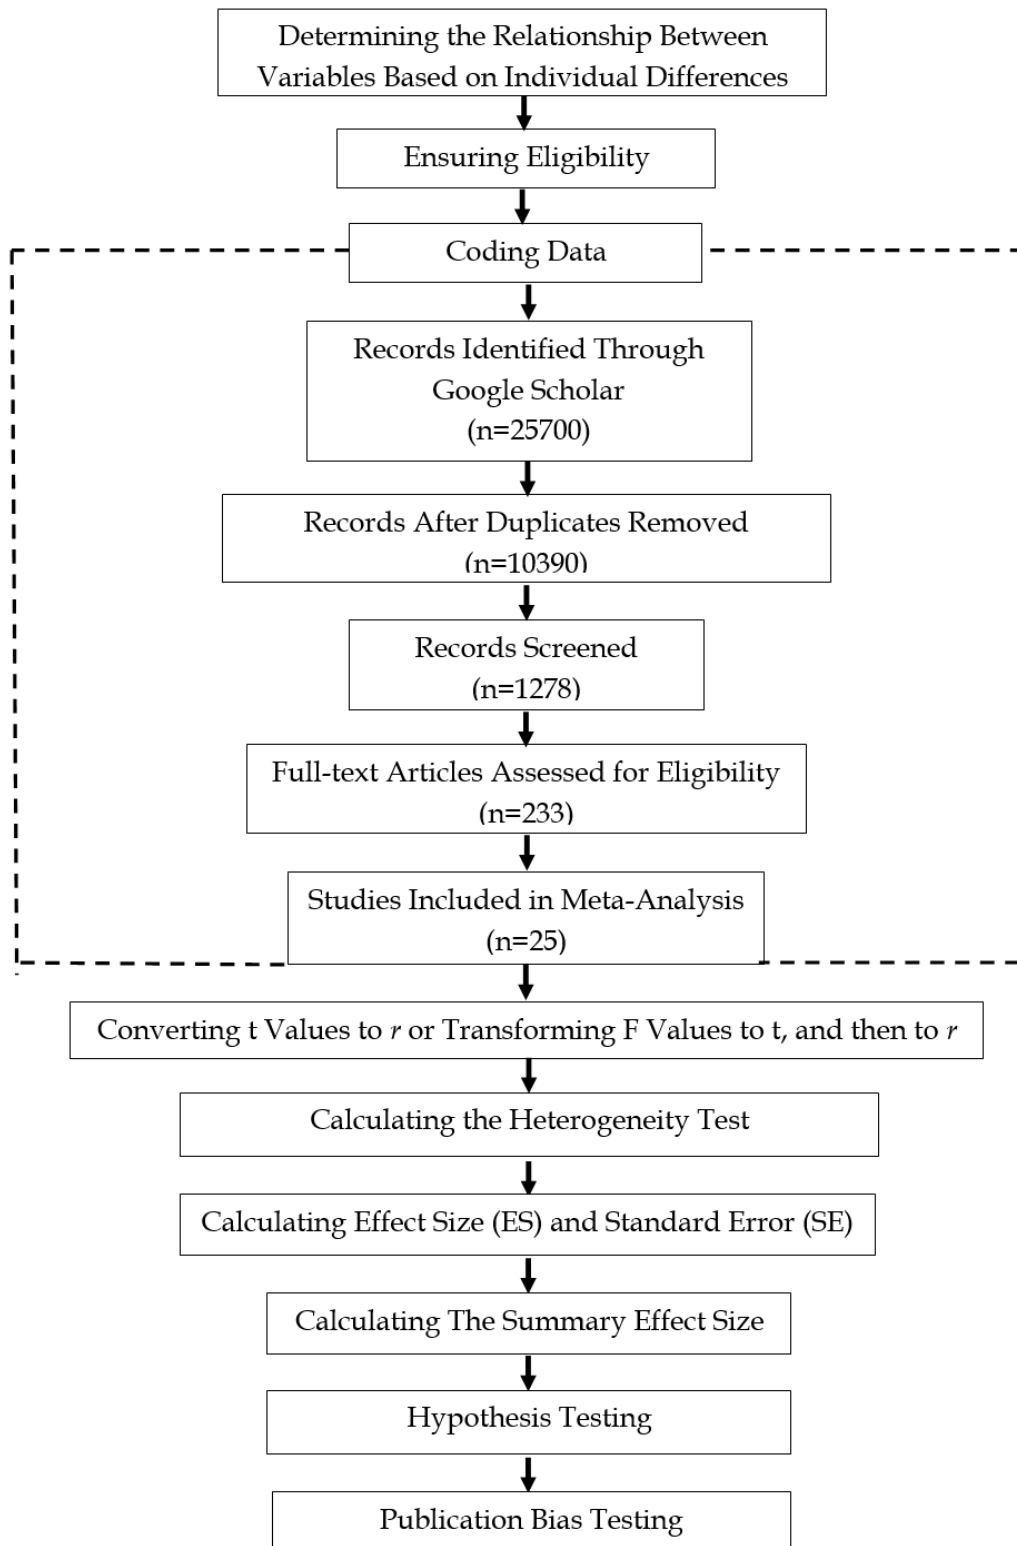 Determining the Relationship Between
Variables Based on Individual Differences
Ensuring Eligibility
Coding Data
Records Identified Through
Google Scholar
(n=25700)
Records After Duplicates Removed
(n=10390)
Records Screened
(n=1278)
Full-text Articles Assessed for Eligibility
(n=233)
Studies Included in Meta-Analysis
(n=25)
Converting t Values to r or Transforming F Values to t, and then to r
Calculating the Heterogeneity Test
Calculating Effect Size (ES) and Standard Error (SE)
Calculating The Summary Effect Size
Hypothesis Testing
Publication Bias Testing